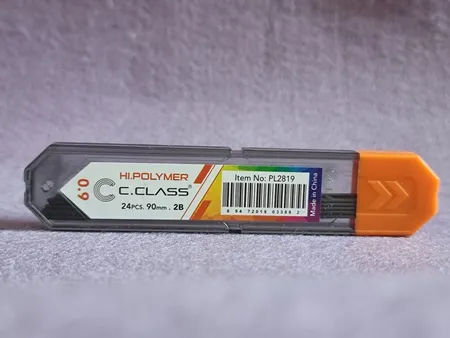 0.9
HI.POLYMER
C.CLASS®
24PCS. 90mm. 2B
Item No: PL2819
Made in China